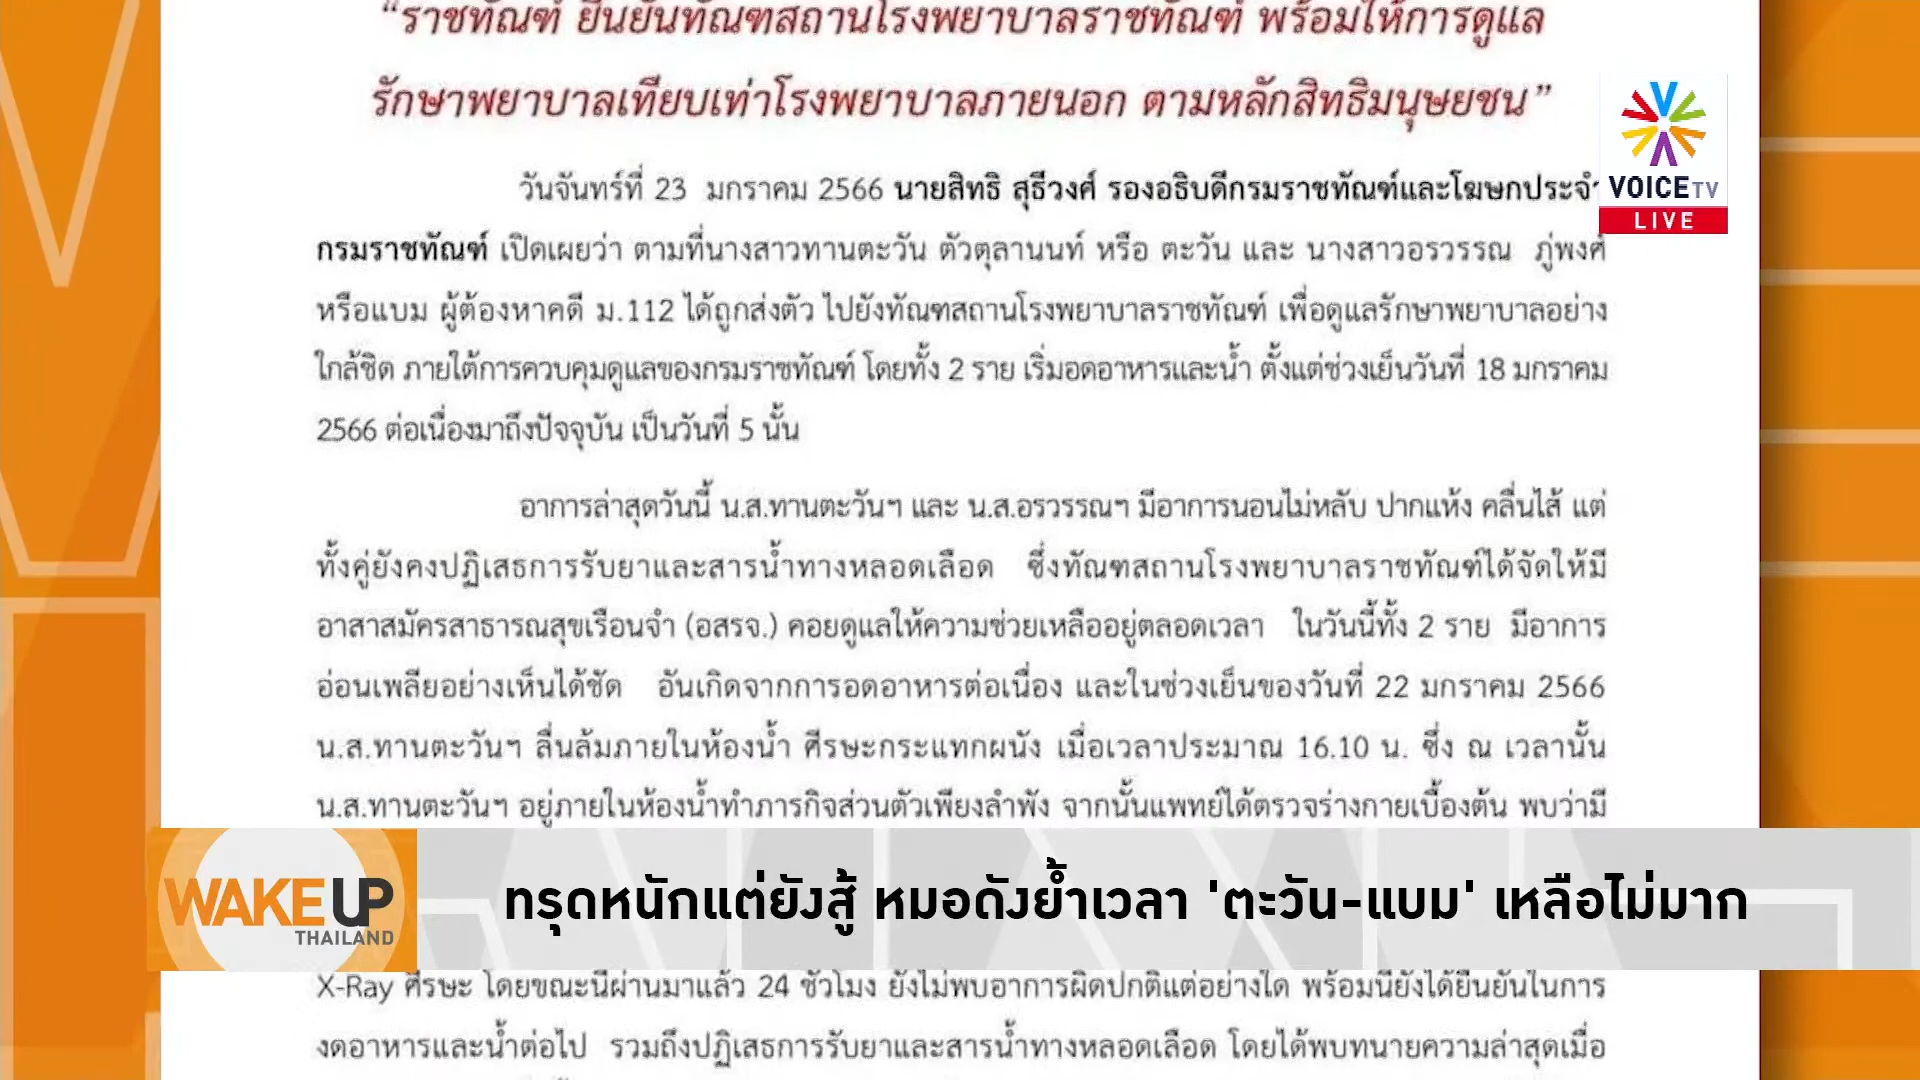 “ราชทัณฑ์ ยืนยันทัณฑสถานโรงพยาบาลราชทัณฑ์ พร้อมให้การดูแล
รักษาพยาบาลเทียบเท่าโรงพยาบาลภายนอก ตามหลักสิทธิมนุษยชน”
VOICE TV
LIVE
วันจันทร์ที่ 23 มกราคม 2566 นายสิทธิ สุธีวงศ์ รองอธิบดีกรมราชทัณฑ์และโฆษกประจำ
กรมราชทัณฑ์ เปิดเผยว่า ตามที่นางสาวทานตะวัน ตัวตุลานนท์ หรือ ตะวัน และ นางสาวอรวรรณ ภู่พงศ์
หรือแบม ผู้ต้องหาคดี ม.112 ได้ถูกส่งตัว ไปยังทัณฑสถานโรงพยาบาลราชทัณฑ์ เพื่อดูแลรักษาพยาบาลอย่าง
ใกล้ชิด ภายใต้การควบคุมดูแลของกรมราชทัณฑ์ โดยทั้ง 2 ราย เริ่มอดอาหารและน้ำ ตั้งแต่ช่วงเย็นวันที่ 18 มกราคม
2566 ต่อเนื่องมาถึงปัจจุบัน เป็นวันที่ 5 นั้น
อาการล่าสุดวันนี้ น.ส.ทานตะวันฯ และ น.ส.อรวรรณฯ มีอาการนอนไม่หลับ ปากแห้ง คลื่นไส้ แต่
ทั้งคู่ยังคงปฏิเสธการรับยาและสารน้ำทางหลอดเลือด ซึ่งทัณฑสถานโรงพยาบาลราชทัณฑ์ได้จัดให้มี
อาสาสมัครสาธารณสุขเรือนจำ (อสรจ.) คอยดูแลให้ความช่วยเหลืออยู่ตลอดเวลา ในวันนี้ทั้ง 2 ราย มีอาการ
อ่อนเพลียอย่างเห็นได้ชัด อันเกิดจากการอดอาหารต่อเนื่อง และในช่วงเย็นของวันที่ 22 มกราคม 2566
น.ส.ทานตะวันฯ ลื่นล้มภายในห้องน้ำ ศีรษะกระแทกผนัง เมื่อเวลาประมาณ 16.10 น. ซึ่ง ณ เวลานั้น
น.ส.ทานตะวันฯ อยู่ภายในห้องน้ำทำภารกิจส่วนตัวเพียงลำพัง จากนั้นแพทย์ได้ตรวจร่างกายเบื้องต้น พบว่ามี
WAKE UP
THAILAND
ทรุดหนักแต่ยังสู้ หมอดังย้ำเวลา 'ตะวัน-แบม' เหลือไม่มาก
X-Ray ศีรษะ โดยขณะนี้ผ่านมาแล้ว 24 ชั่วโมง ยังไม่พบอาการผิดปกติแต่อย่างใด พร้อมนี้ยังได้ยืนยันในการ
งดอาหารและน้ำต่อไป รวมถึงปฏิเสธการรับยาและสารน้ำทางหลอดเลือด โดยได้พบทนายความล่าสุดเมื่อ